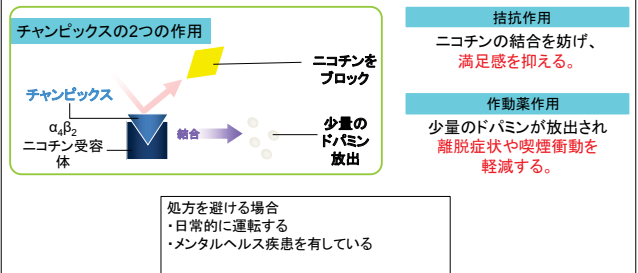 チャンピックスの2つの作用
ニコチンを
ブロック
チャンピックス
α4β2
ニコチン受容
体
結合
少量の
ドパミン
放出
拮抗作用
ニコチンの結合を妨げ、
満足感を抑える。
作動薬作用
少量のドパミンが放出され
離脱症状や喫煙衝動を
軽減する。
処方を避ける場合
・日常的に運転する
・メンタルヘルス疾患を有している